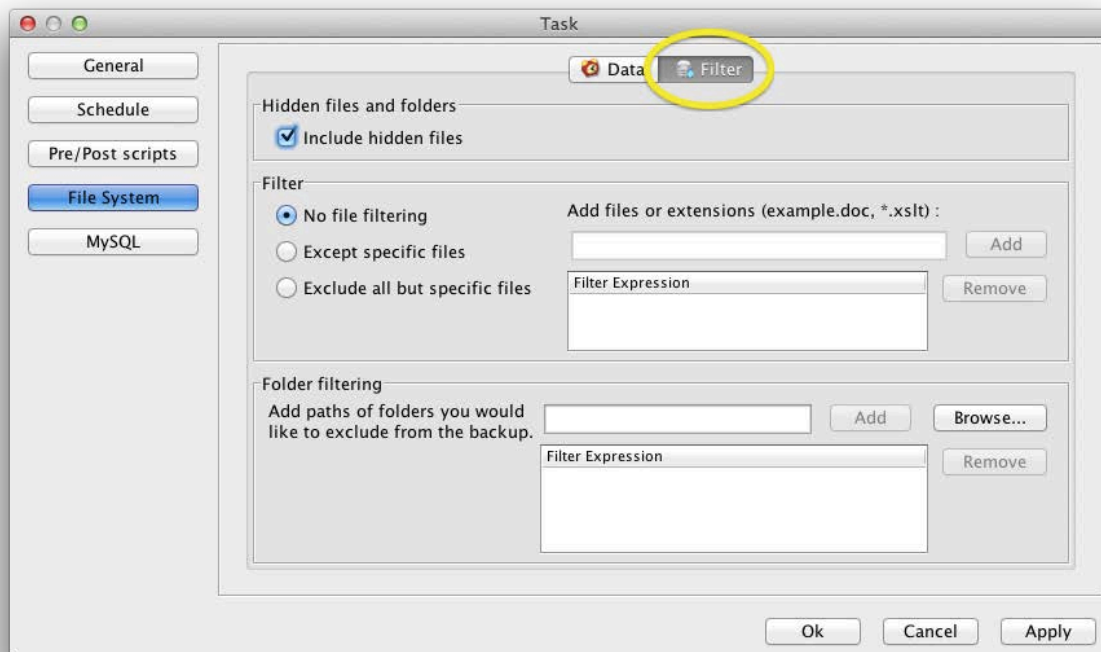 Task
General
Schedule
Pre/Post scripts
File System
MySQL
Data
Filter
Hidden files and folders
Include hidden files
Filter
No file filtering
Except specific files
Exclude all but specific files
Add files or extensions (example.doc, *.xslt) :
Add
Filter Expression
Remove
Folder filtering
Add paths of folders you would
like to exclude from the backup.
Add
Browse...
Filter Expression
Remove
Ok
Cancel
Apply